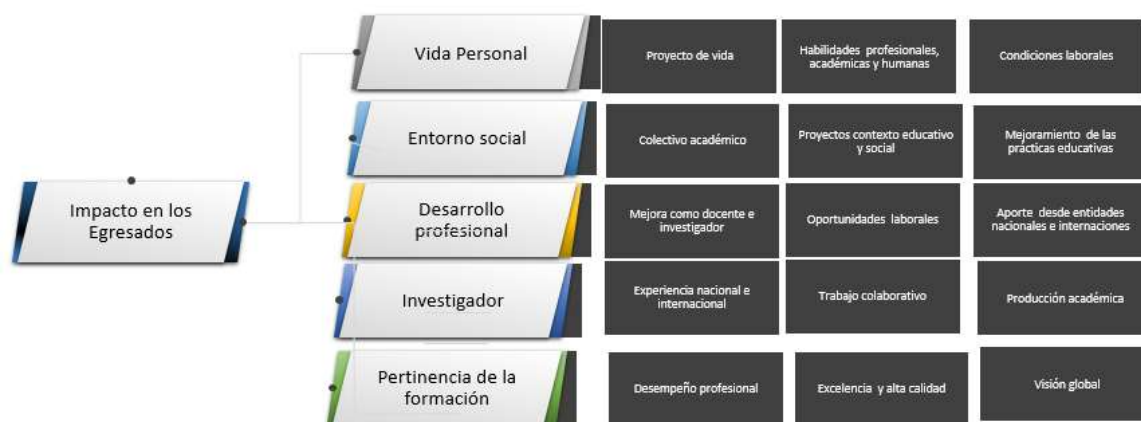 Vida Personal
Proyecto de vida
Habilidades profesionales,
académicas y humanas
Condiciones laborales
Entorno social
Colectivo académico
Proyectos contexto educativo
y social
Mejoramiento de las
prácticas educativas
Impacto en los
Egresados
Desarrollo
profesional
Mejora como docente e
investigador
Oportunidades laborales
Aporte desde entidades
nacionales e internaciones
Investigador
Experiencia nacional e
internacional
Trabajo colaborativo
Producción académica
Pertinencia de la
formación
Desempeño profesional
Excelencia y alta calidad
Visión global